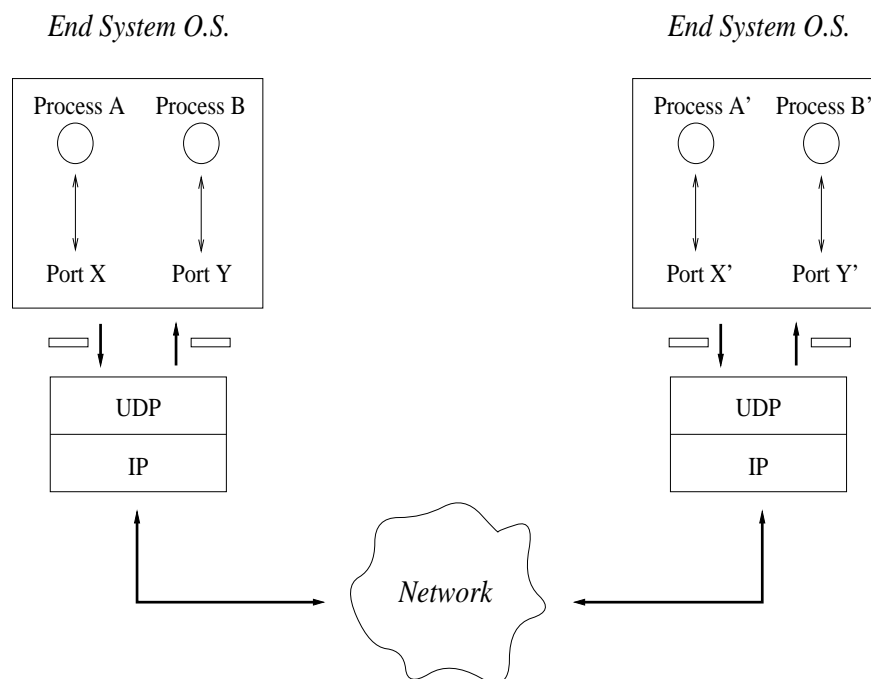 End System O.S.
End System O.S.
Process A
Process B
Process A’
Process B’
Port X
Port Y
Port X’
Port Y’
UDP
UDP
IP
IP
Network